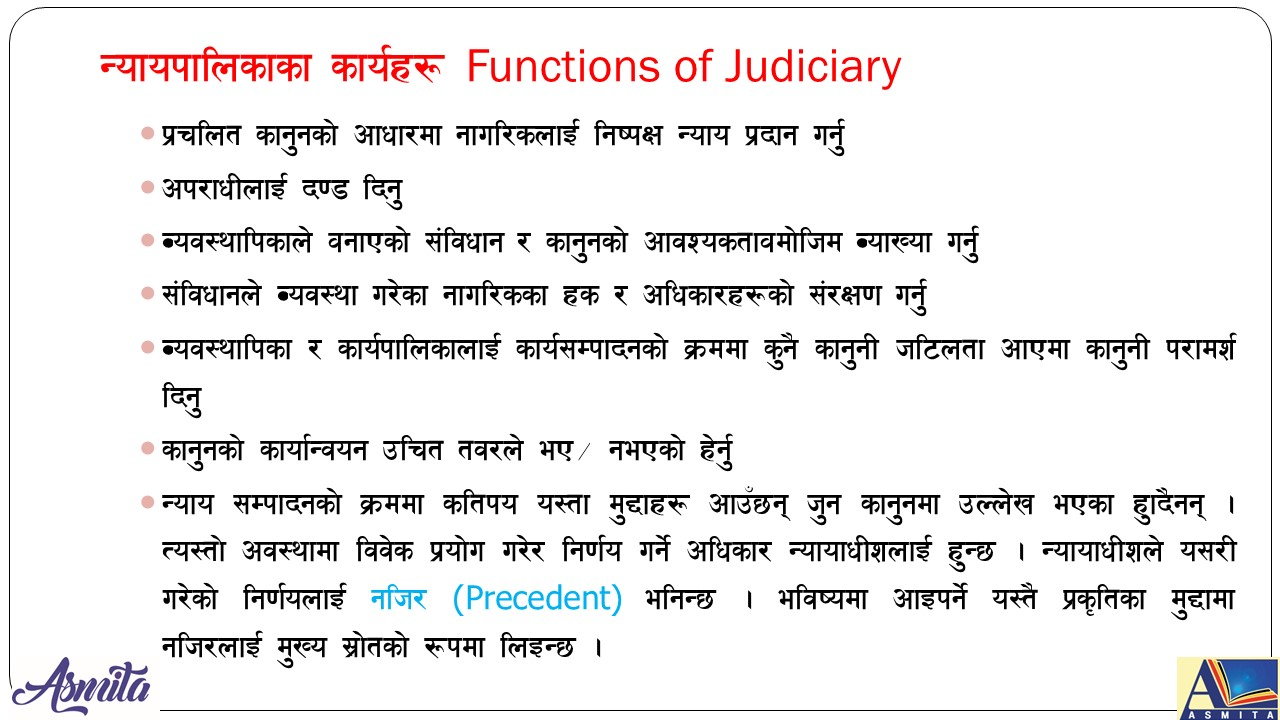 न्यायपालिकाका कार्यहरू Functions of Judiciary
प्रचलित कानुनको आधारमा नागरिकलाई निष्पक्ष न्याय प्रदान गर्नु
अपराधीलाई दण्ड दिनु
व्यवस्थापिकाले वनाएको संविधान र कानुनको आवश्यकतावमोजिम व्याख्या गर्नु
संविधानले व्यवस्था गरेका नागरिकका हक र अधिकारहरूको संरक्षण गर्नु
व्यवस्थापिका र कार्यपालिकालाई कार्यसम्पादनको क्रममा कुनै कानुनी जटिलता आएमा कानुनी परामर्श
दिनु
कानुनको कार्यान्वयन उचित तवरले भए/ नभएको हेर्नु
न्याय सम्पादनको क्रममा कतिपय यस्ता मुद्दाहरू आउँछन् जुन कानुनमा उल्लेख भएका हुादैनन् ।
त्यस्तो अवस्थामा विवेक प्रयोग गरेर निर्णय गर्ने अधिकार न्यायाधीशलाई हुन्छ । न्यायाधीशले यसरी
गरेको निर्णयलाई नजिर (Precedent) भनिन्छ । भविष्यमा आइपर्ने यस्तै प्रकृतिका मुद्दामा
नजिरलाई मुख्य स्रोतको रूपमा लिइन्छ ।
Asmita
ASMITA